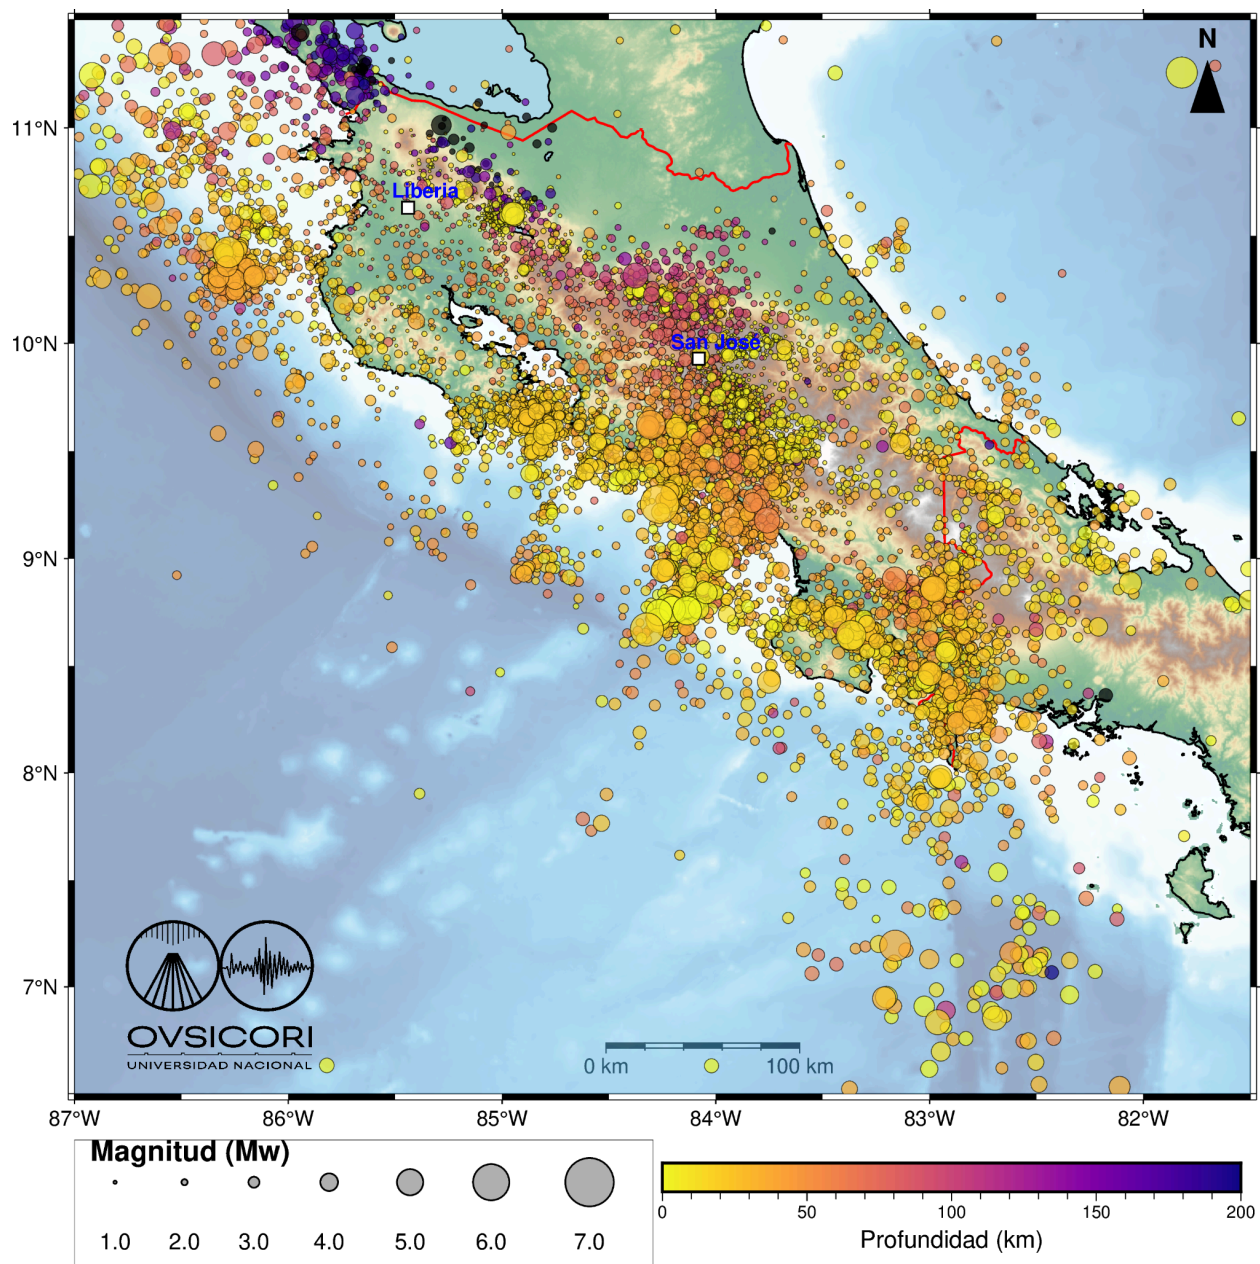 N
11°N
Liberia
10°N
San José
9°N
8°N
7°N
OVSICORI
UNIVERSIDAD NACIONAL
0 km 100 km
87°W 86°W 85°W 84°W 83°W 82°W
Magnitud (Mw)
1.0 2.0 3.0 4.0 5.0 6.0 7.0
0 50 100 150 200
Profundidad (km)